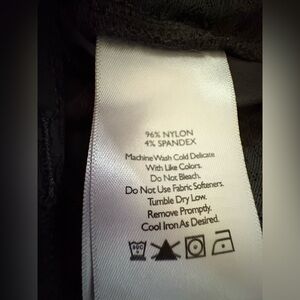 96% NYLON
4% SPANDEX
Machine Wash Cold Delicate
With Like Colors.
Do Not Bleach.
Do Not Use Fabric Softeners.
Tumble Dry Low.
Remove Promptly.
Cool Iron As Desired.